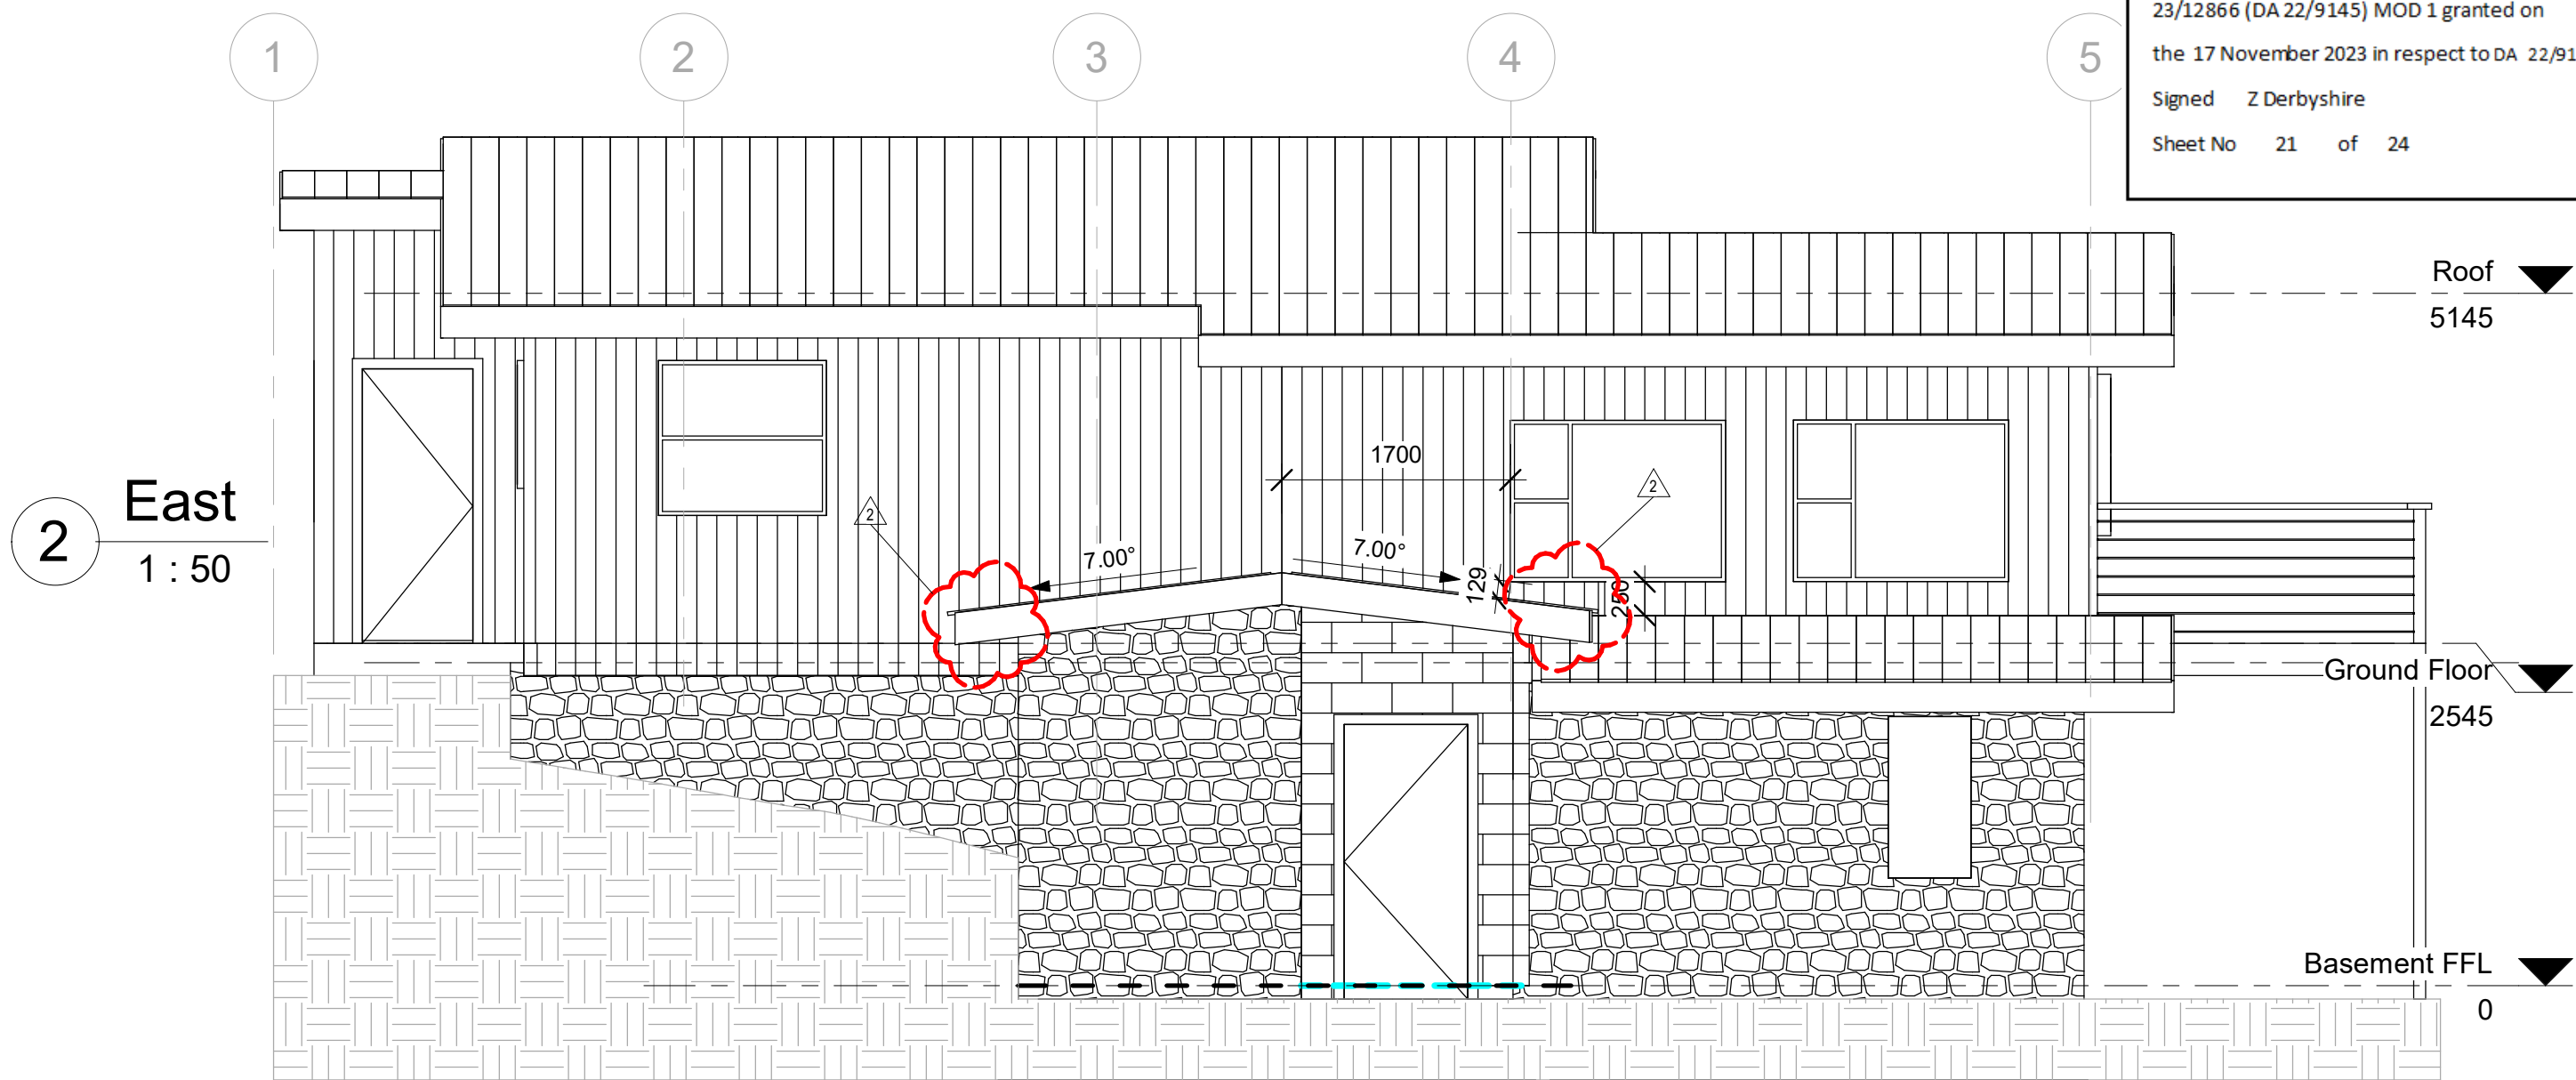 23/12866 (DA 22/9145) MOD 1 granted on
the 17 November 2023 in respect to DA 22/91
Signed Z Derbyshire
Sheet No 21 of 24
1
2
3
4
5
Roof
5145
1700
2
East
1 : 50
2
2
7.00°
7.00°
129
250
Ground Floor
2545
Basement FFL
0